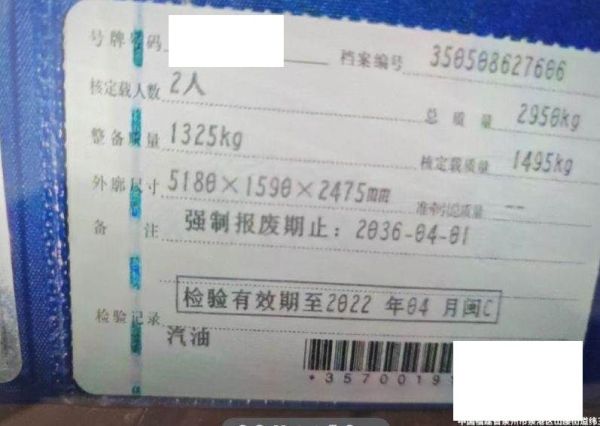 号牌号码 档案编号 350508627606
核定载人数 2人 总质量 2950kg
整备质量 1325kg 核定载质量 1495kg
外廓尺寸 5180×1590×2475mm 准牵引总质量 --
备注 强制报废期止：2036-04-01
检验有效期至2022 年04 月闽C
检验记录
汽油